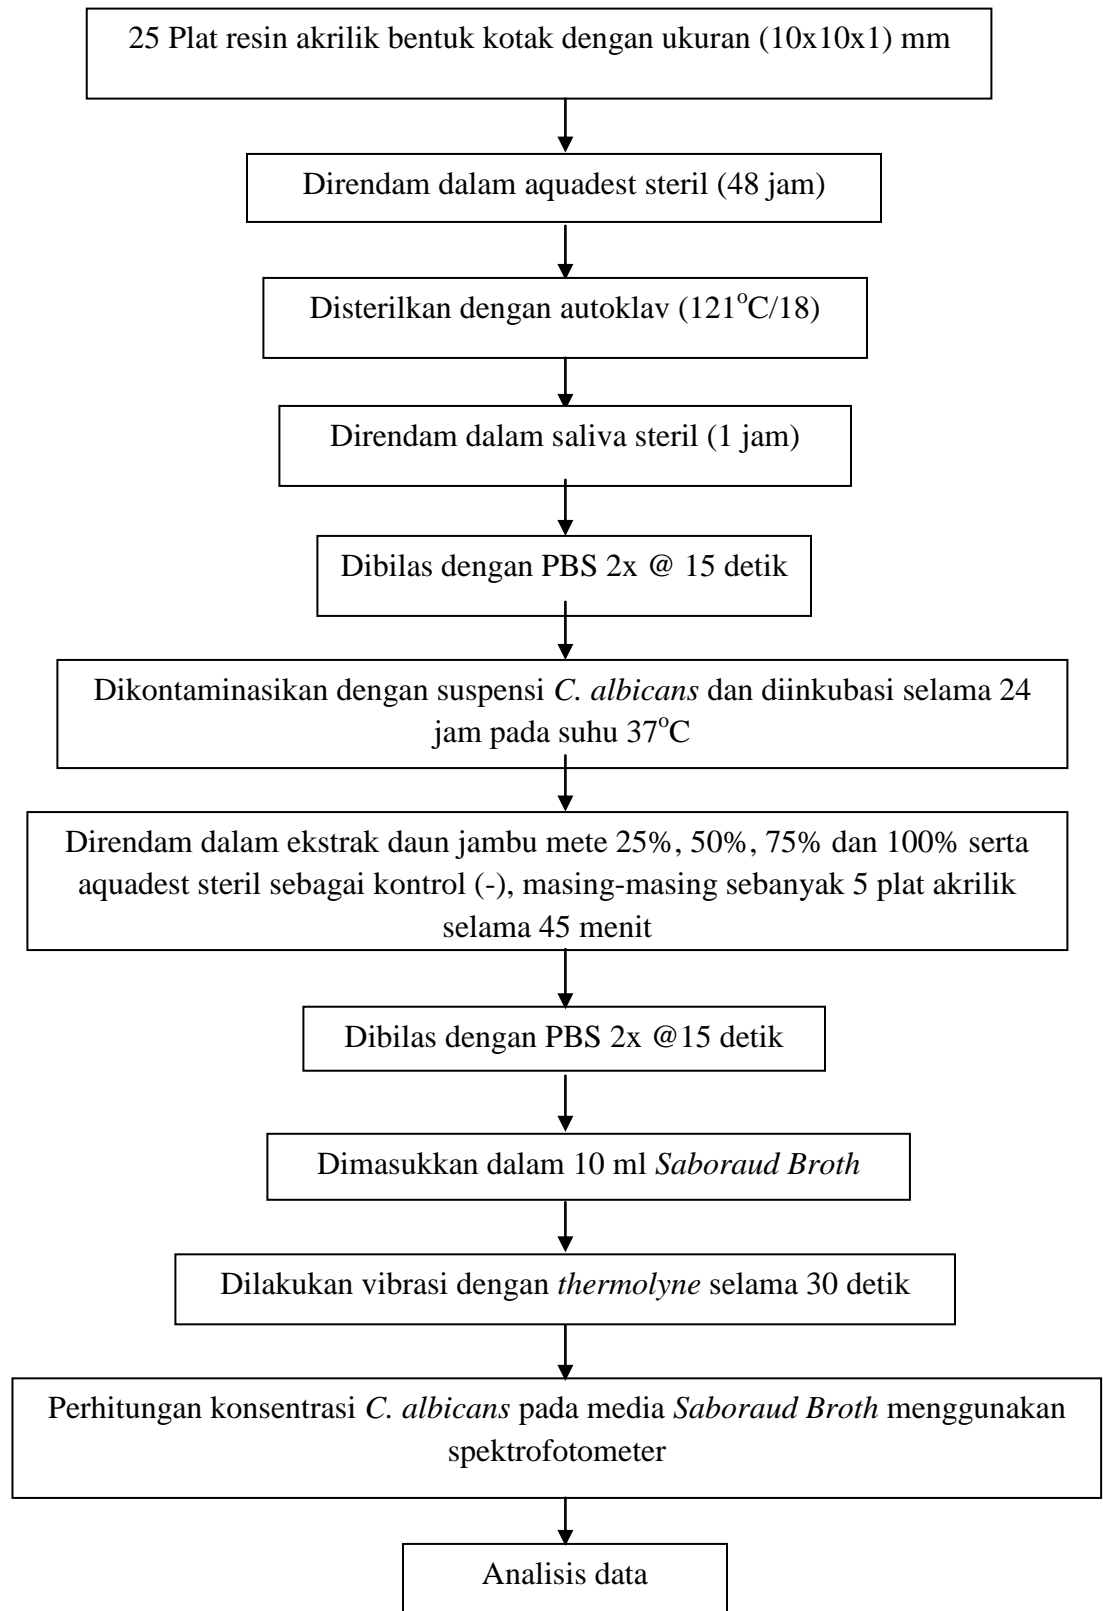 25 Plat resin akrilik bentuk kotak dengan ukuran (10x10x1) mm
Direndam dalam aquadest steril (48 jam)
Disterilkan dengan autoklav (121°C/18)
Direndam dalam saliva steril (1 jam)
Dibilas dengan PBS 2x @ 15 detik
Dikontaminasikan dengan suspensi C. albicans dan diinkubasi selama 24
jam pada suhu 37°C
Direndam dalam ekstrak daun jambu mete 25%, 50%, 75% dan 100% serta
aquadest steril sebagai kontrol (-), masing-masing sebanyak 5 plat akrilik
selama 45 menit
Dibilas dengan PBS 2x @15 detik
Dimasukkan dalam 10 ml Saboraud Broth
Dilakukan vibrasi dengan thermolyne selama 30 detik
Perhitungan konsentrasi C. albicans pada media Saboraud Broth menggunakan
spektrofotometer
Analisis data